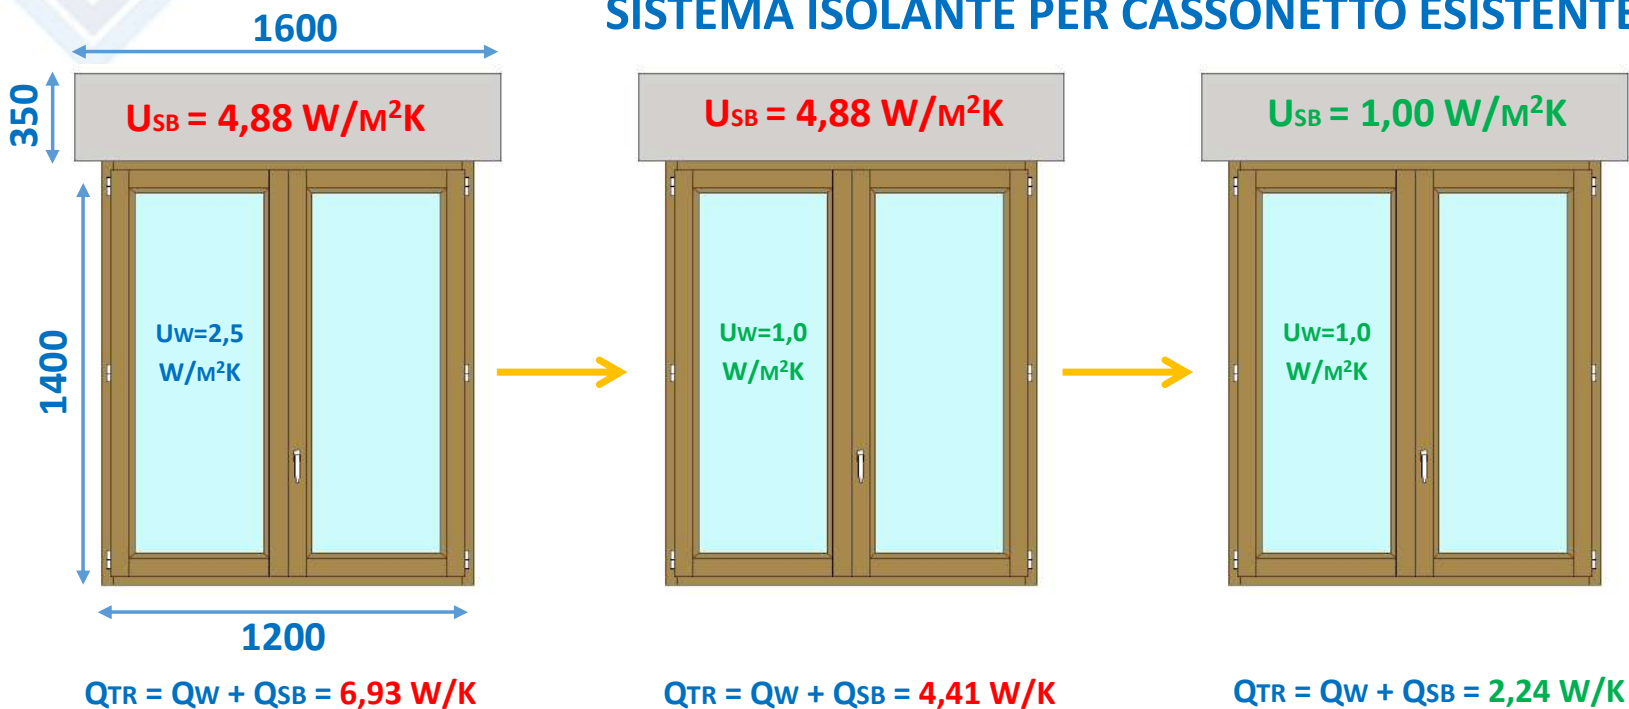 SISTEMA ISOLANTE PER CASSONETTO ESISTENTE
1600
350
USB = 4,88 W/M²K
USB = 4,88 W/M²K
USB = 1,00 W/M²K
1400
UW=2,5
W/M²K
UW=1,0
W/M²K
UW=1,0
W/M²K
1200
QTR = QW + QSB = 6,93 W/K
QTR = QW + QSB = 4,41 W/K
QTR = QW + QSB = 2,24 W/K